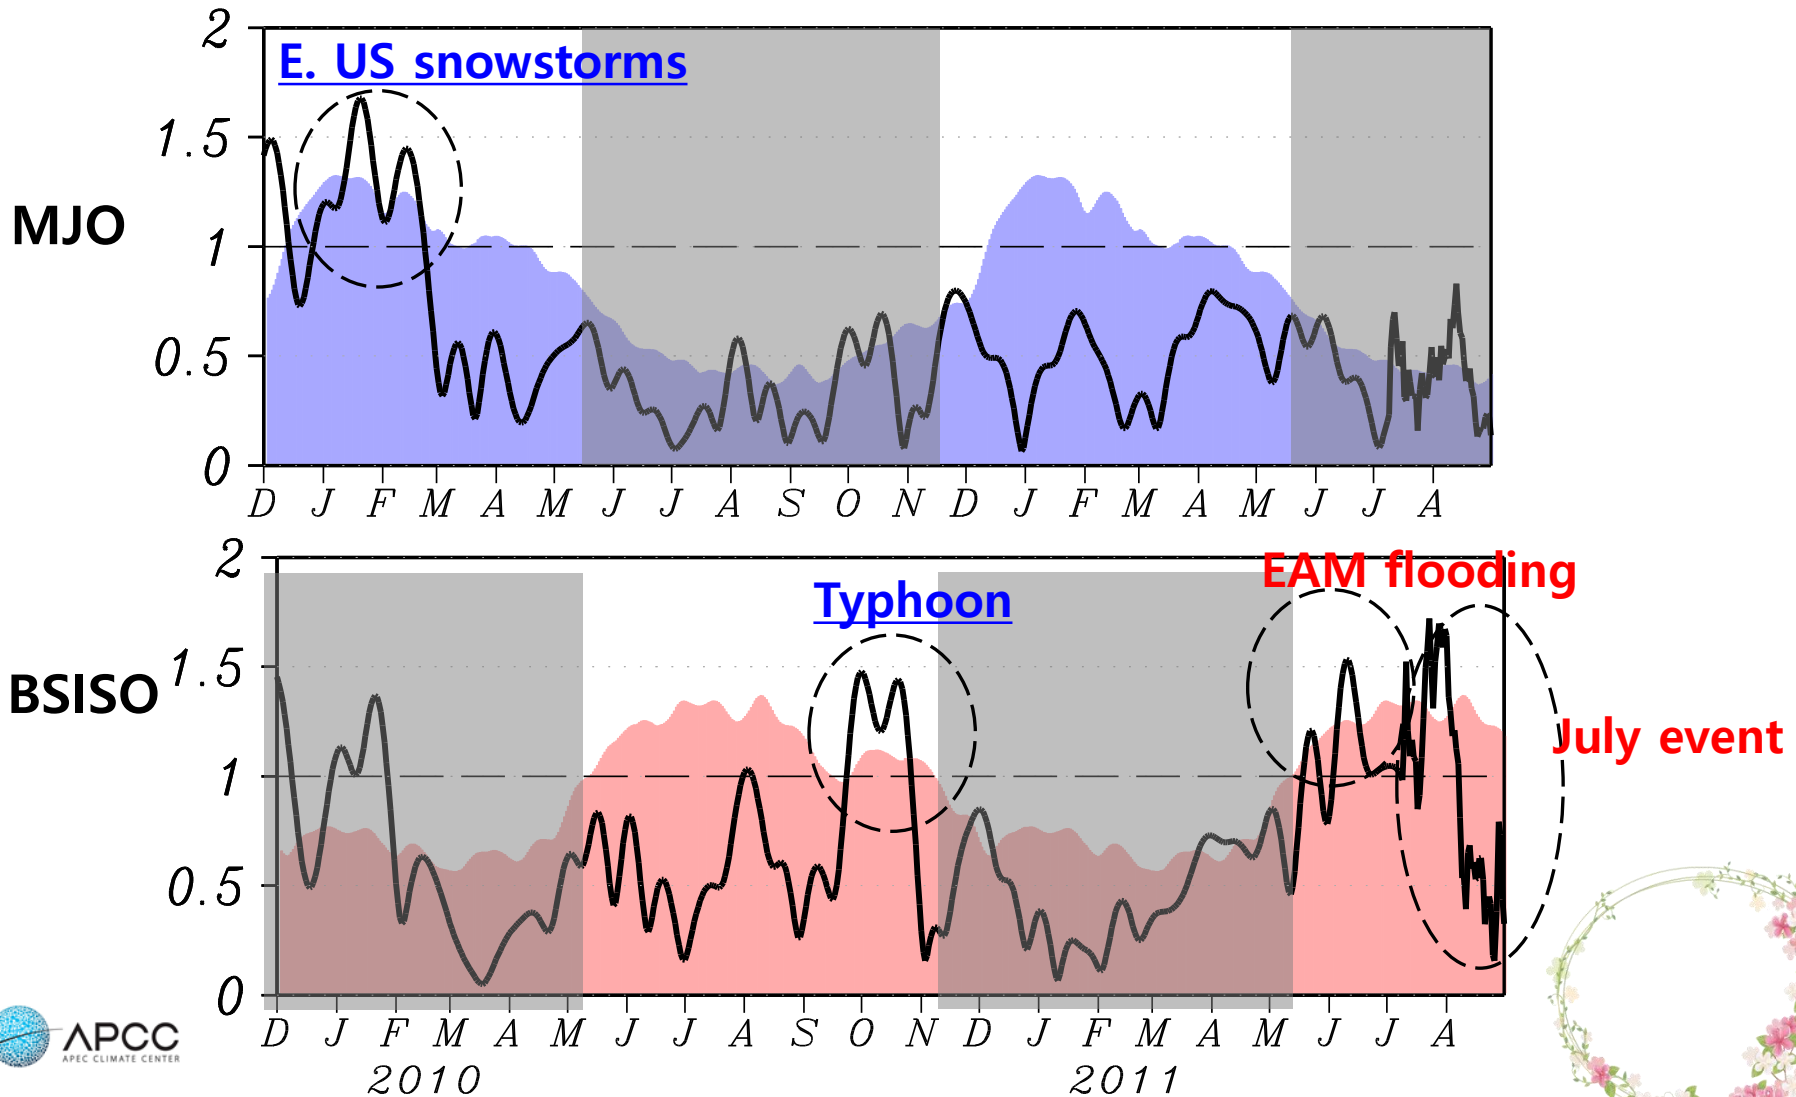 2
E. US snowstorms
1.5
MJO
1
0.5
0
D J F M A M J J A S O N D J F M A M J J A
2
EAM flooding
Typhoon
1.5
BSISO
July event
1
0.5
0
D J F M A M J J A S O N D J F M A M J J A
2010 2011
APCC
APEC CLIMATE CENTER